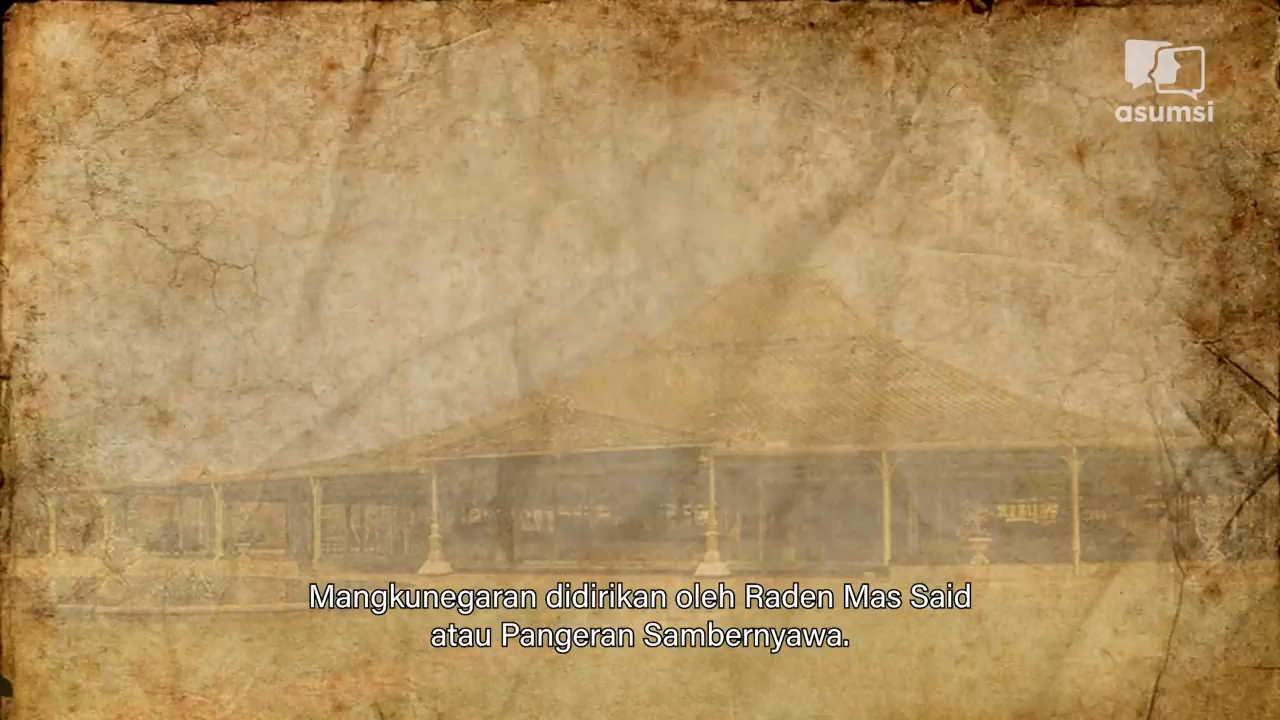 asumsi
Mangkunegaran didirikan oleh Raden Mas Said
atau Pangeran Sambernyawa.